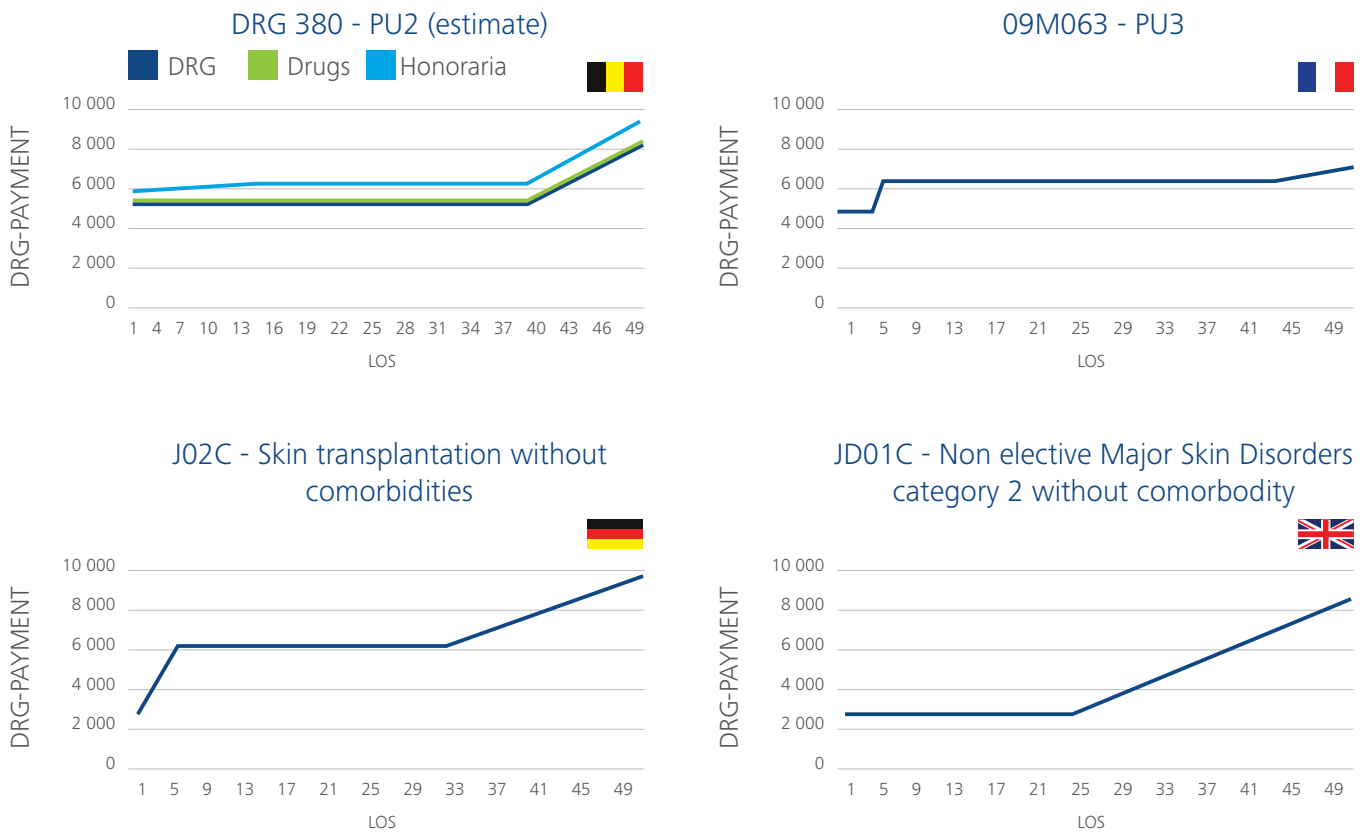 DRG 380 - PU2 (estimate)
DRG Drugs Honoraria
DRG-PAYMENT
10 000
8 000
6 000
4 000
2 000
0
1 4 7 10 13 16 19 22 25 28 31 34 37 40 43 46 49
LOS
09M063 - PU3
DRG-PAYMENT
10 000
8 000
6 000
4 000
2 000
0
1 5 9 13 17 21 25 29 33 37 41 45 49
LOS
J02C - Skin transplantation without
comorbidities
DRG-PAYMENT
10 000
8 000
6 000
4 000
2 000
0
1 5 9 13 17 21 25 29 33 37 41 45 49
LOS
JD01C - Non elective Major Skin Disorders
category 2 without comorbodity
DRG-PAYMENT
10 000
8 000
6 000
4 000
2 000
0
1 5 9 13 17 21 25 29 33 37 41 45 49
LOS